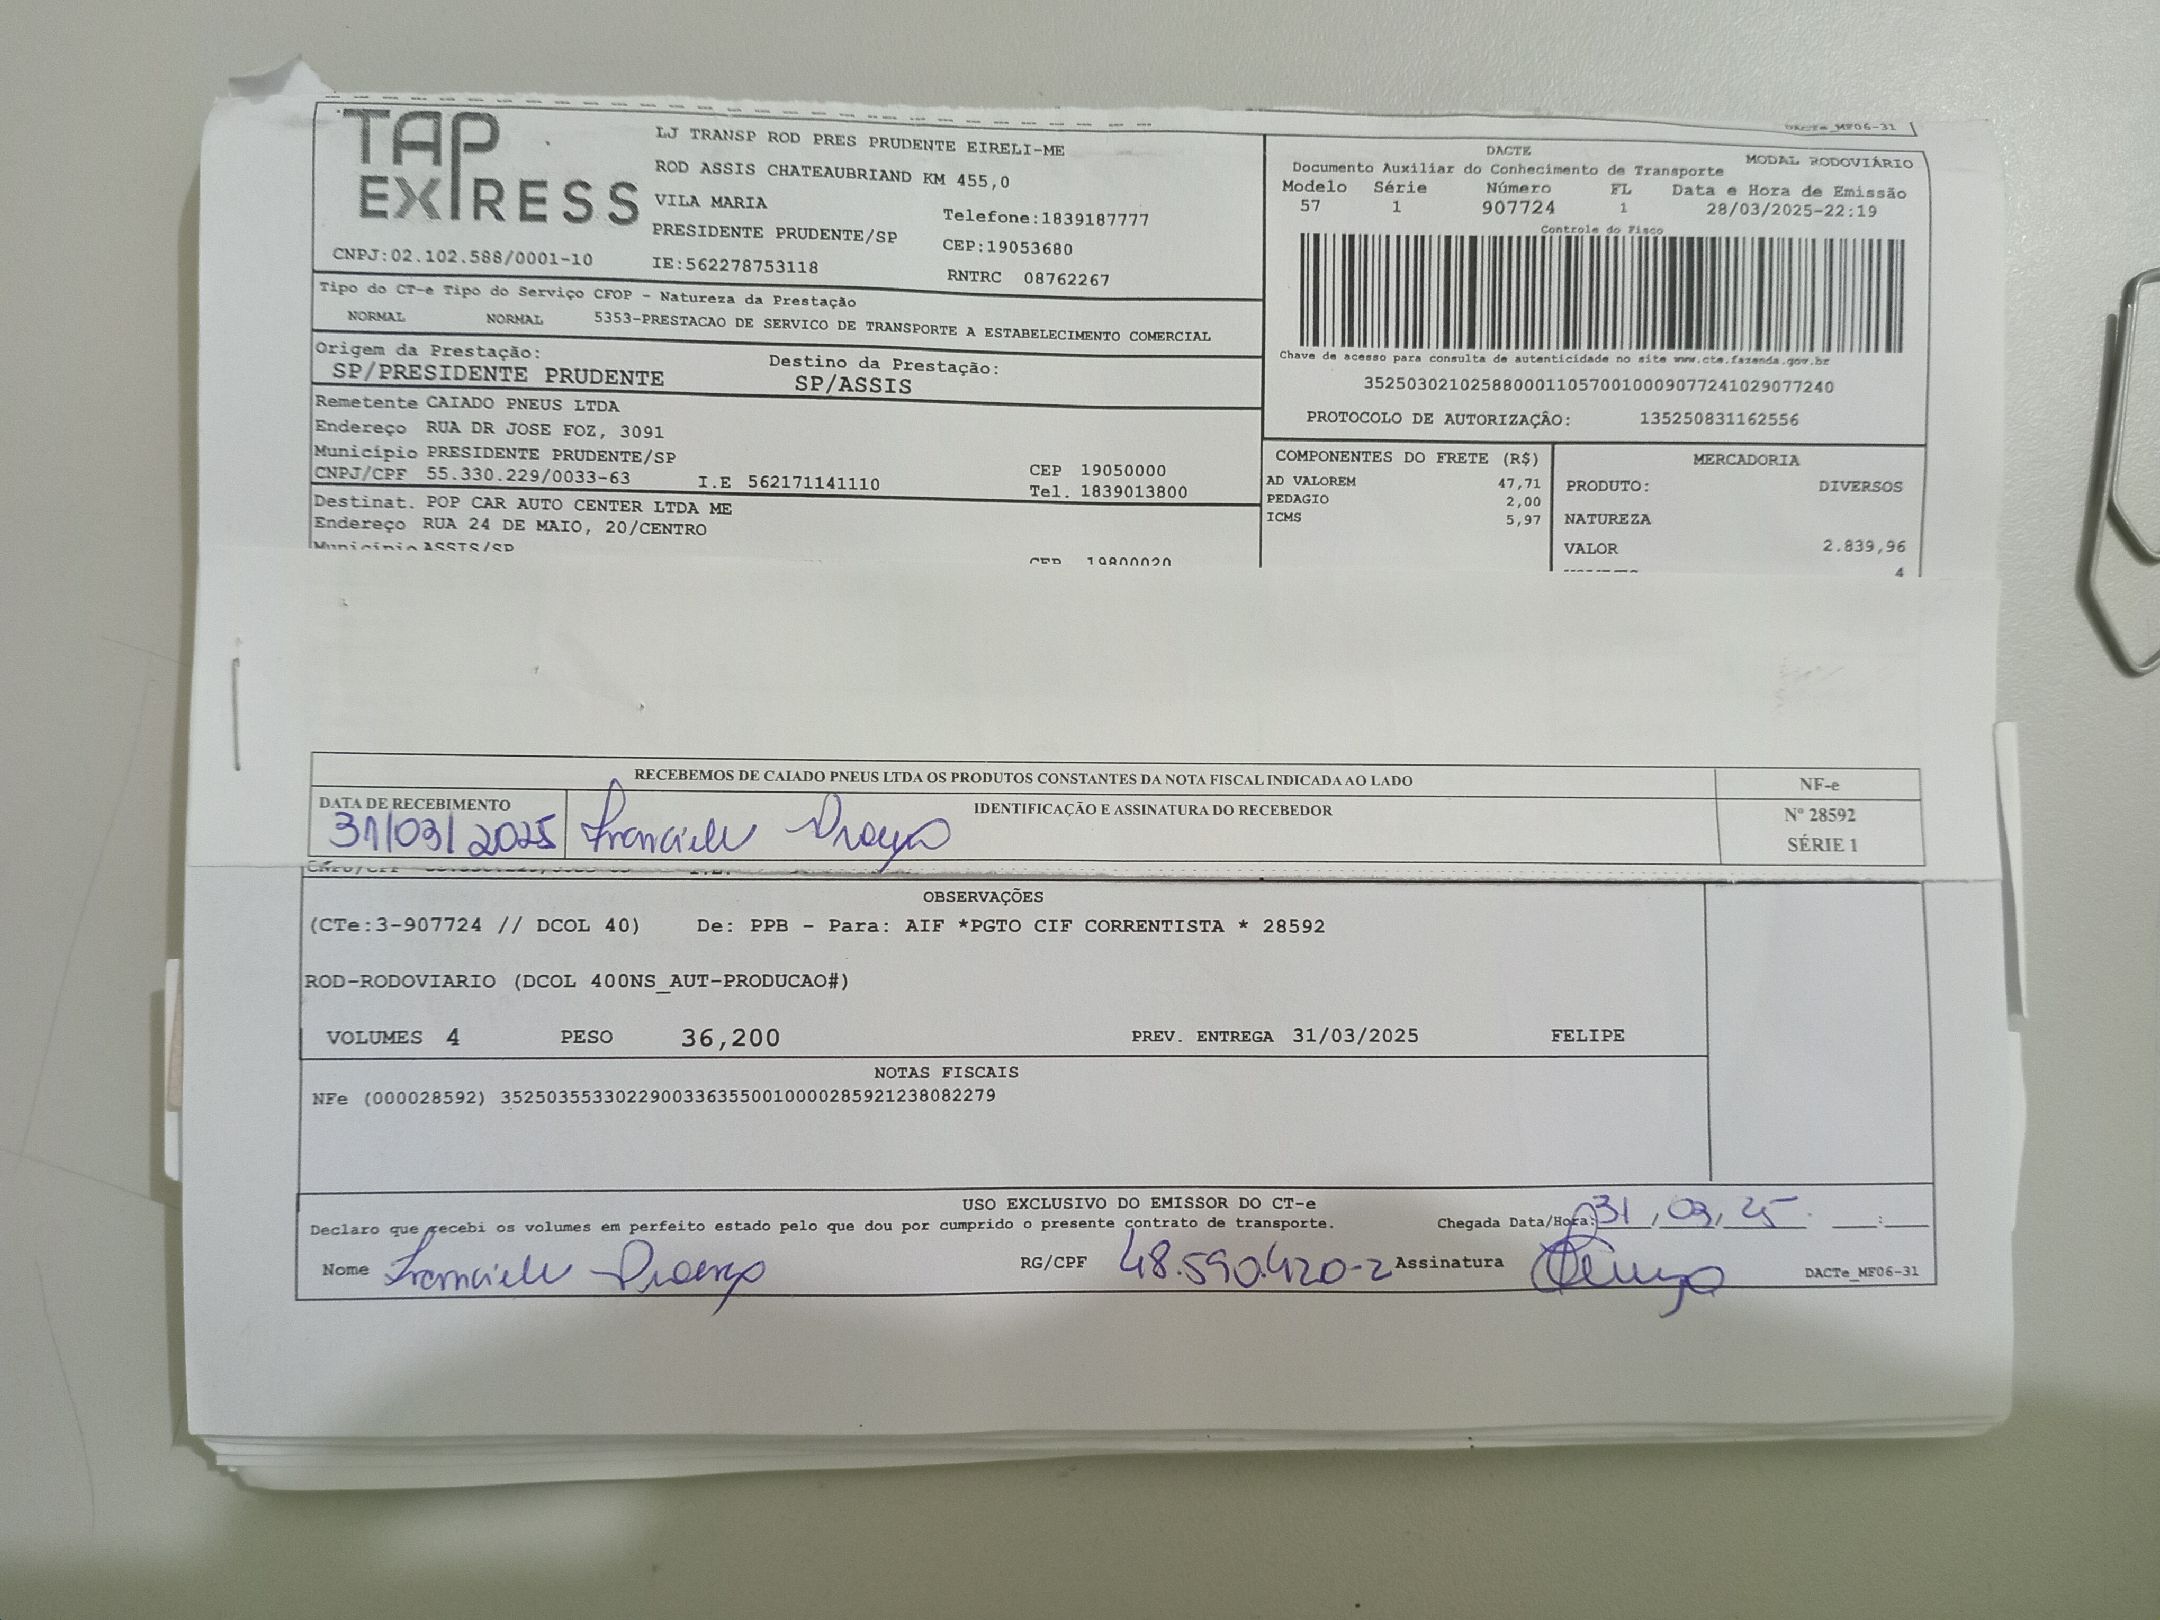 DACTe_MF06-31
TAP EXPRESS
LJ TRANSP ROD PRES PRUDENTE EIRELI-ME
ROD ASSIS CHATEAUBRIAND KM 455,0
VILA MARIA
Telefone:1839187777
PRESIDENTE PRUDENTE/SP
CEP:19053680
CNPJ:02.102.588/0001-10
IE:562278753118
RNTRC 08762267
DACTE
MODAL RODOVIÁRIO
Documento Auxiliar do Conhecimento de Transporte
Modelo Série Número FL Data e Hora de Emissão
57 1 907724 1 28/03/2025-22:19
Controle do Fisco
Chave de acesso para consulta de autenticidade no site www.cte.fazenda.gov.br
35250302102588000110570010009077241029077240
PROTOCOLO DE AUTORIZAÇÂO: 135250831162556
Tipo do CT-e Tipo do Serviço CFOP - Natureza da Prestação
NORMAL NORMAL 5353-PRESTACAO DE SERVICO DE TRANSPORTE A ESTABELECIMENTO COMERCIAL
Origem da Prestação: Destino da Prestação:
SP/PRESIDENTE PRUDENTE SP/ASSIS
Remetente CAIADO PNEUS LTDA
Endereço RUA DR JOSE FOZ, 3091
Município PRESIDENTE PRUDENTE/SP
CEP 19050000
CNPJ/CPF 55.330.229/0033-63 I.E 562171141110 Tel. 1839013800
Destinat. POP CAR AUTO CENTER LTDA ME
Endereço RUA 24 DE MAIO, 20/CENTRO
Município ASSIS/SP
CEP 19800020
COMPONENTES DO FRETE (R$)
AD VALOREM 47,71
PEDAGIO 2,00
ICMS 5,97
MERCADORIA
PRODUTO: DIVERSOS
NATUREZA
VALOR 2.839,96
4
RECEBEMOS DE CAIADO PNEUS LTDA OS PRODUTOS CONSTANTES DA NOTA FISCAL INDICADA AO LADO
NF-e
DATA DE RECEBIMENTO
IDENTIFICAÇÃO E ASSINATURA DO RECEBEDOR
Nº 28592
31/03/2025 Franciele
SÉRIE 1
CNPJ/CPF
OBSERVAÇÕES
(CTe:3-907724 // DCOL 40) De: PPB - Para: AIF *PGTO CIF CORRENTISTA * 28592
ROD-RODOVIARIO (DCOL 400NS_AUT-PRODUCAO#)
VOLUMES 4 PESO 36,200 PREV. ENTREGA 31/03/2025 FELIPE
NOTAS FISCAIS
NFe (000028592) 35250355330229003363550010000285921238082279
USO EXCLUSIVO DO EMISSOR DO CT-e
Declaro que recebi os volumes em perfeito estado pelo que dou por cumprido o presente contrato de transporte. Chegada Data/Hora: 31, 03, 25 :
Nome Franciele RG/CPF 48.590.420-2 Assinatura
DACTe_MF06-31